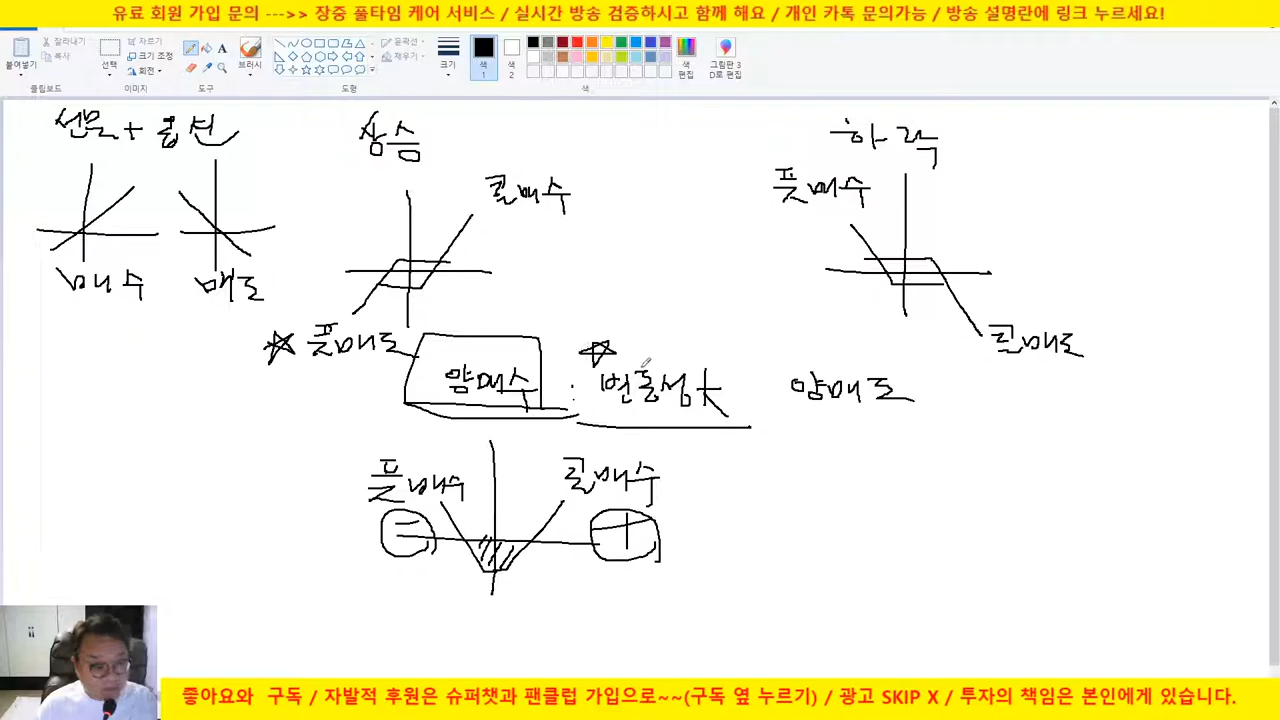 유료 회원 가입 문의 --->> 장중 풀타임 케어 서비스 / 실시간 방송 검증하시고 함께 해요 / 개인 카톡 문의가능 / 방송 설명란에 링크 누르세요!
붙여넣기
잘라내기
복사
클립보드
선택
자르기
크기 조정
회전
이미지
A
도구
브러시
윤곽선
채우기
도형
크기
색 1
색 2
색
색 편집
그림판 3D로 편집
선물 + 옵션
상승
하락
콜매수
풋매수
매수
매도
풋매도
콜매도
양매수
변동성大
양매도
풋매수
콜매수
좋아요와 구독 / 자발적 후원은 슈퍼챗과 팬클럽 가입으로~~(구독 옆 누르기) / 광고 SKIP X / 투자의 책임은 본인에게 있습니다.